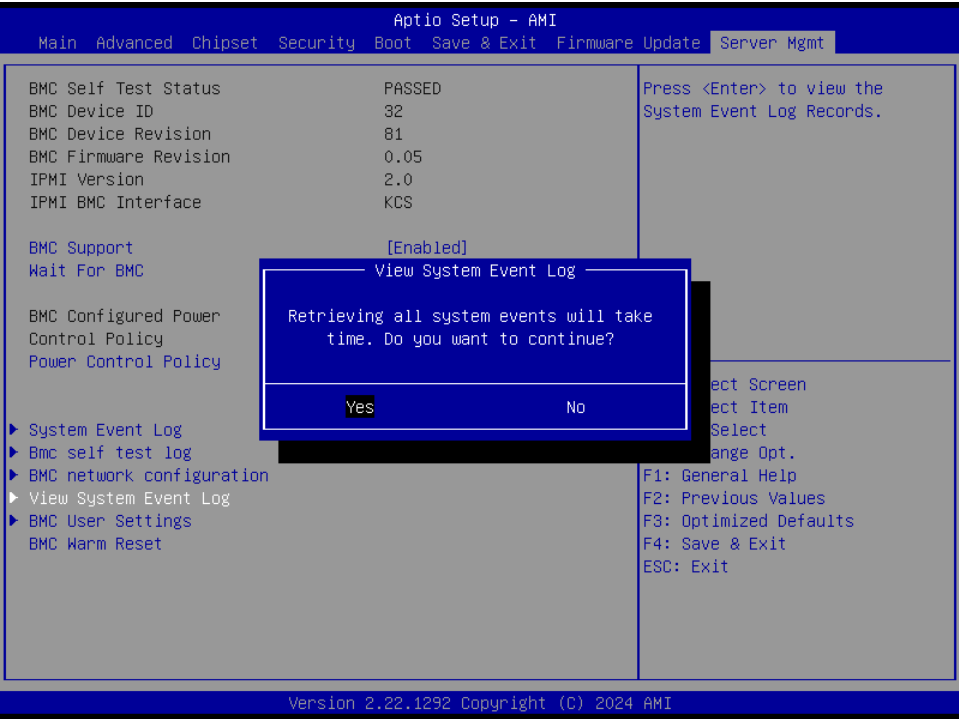 Aptio Setup – AMI
Main Advanced Chipset Security Boot Save & Exit Firmware Update Server Mgmt
BMC Self Test Status PASSED
BMC Device ID 32
BMC Device Revision 81
BMC Firmware Revision 0.05
IPMI Version 2.0
IPMI BMC Interface KCS
BMC Support [Enabled]
Wait For BMC
BMC Configured Power
Control Policy
Power Control Policy
System Event Log
Bmc self test log
BMC network configuration
View System Event Log
BMC User Settings
BMC Warm Reset
View System Event Log
Retrieving all system events will take
time. Do you want to continue?
Yes No
Press <Enter> to view the
System Event Log Records.
ect Screen
ect Item
Select
ange Opt.
F1: General Help
F2: Previous Values
F3: Optimized Defaults
F4: Save & Exit
ESC: Exit
Version 2.22.1292 Copyright (C) 2024 AMI